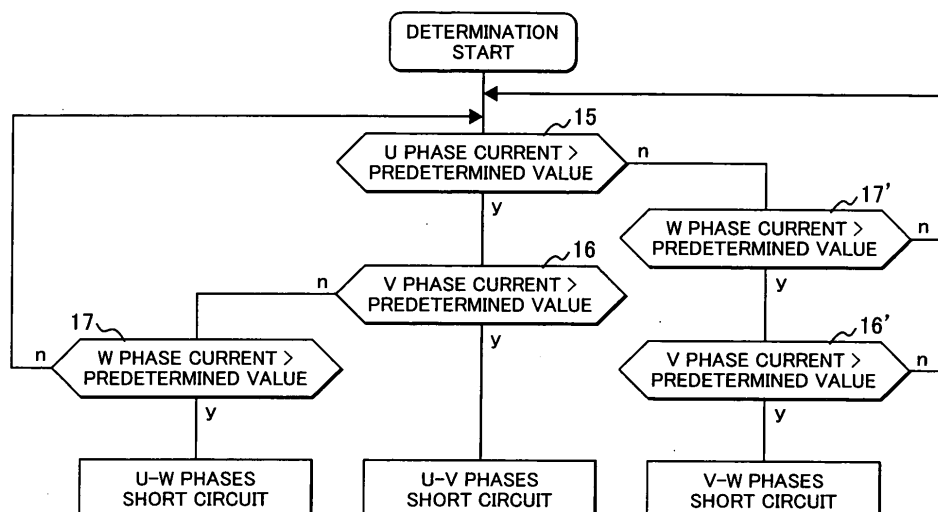 DETERMINATION
START
15
U PHASE CURRENT >
PREDETERMINED VALUE
n
y
17'
W PHASE CURRENT >
PREDETERMINED VALUE
n
y
16
V PHASE CURRENT >
PREDETERMINED VALUE
n
y
17
W PHASE CURRENT >
PREDETERMINED VALUE
n
y
16'
V PHASE CURRENT >
PREDETERMINED VALUE
n
y
U-W PHASES
SHORT CIRCUIT
U-V PHASES
SHORT CIRCUIT
V-W PHASES
SHORT CIRCUIT